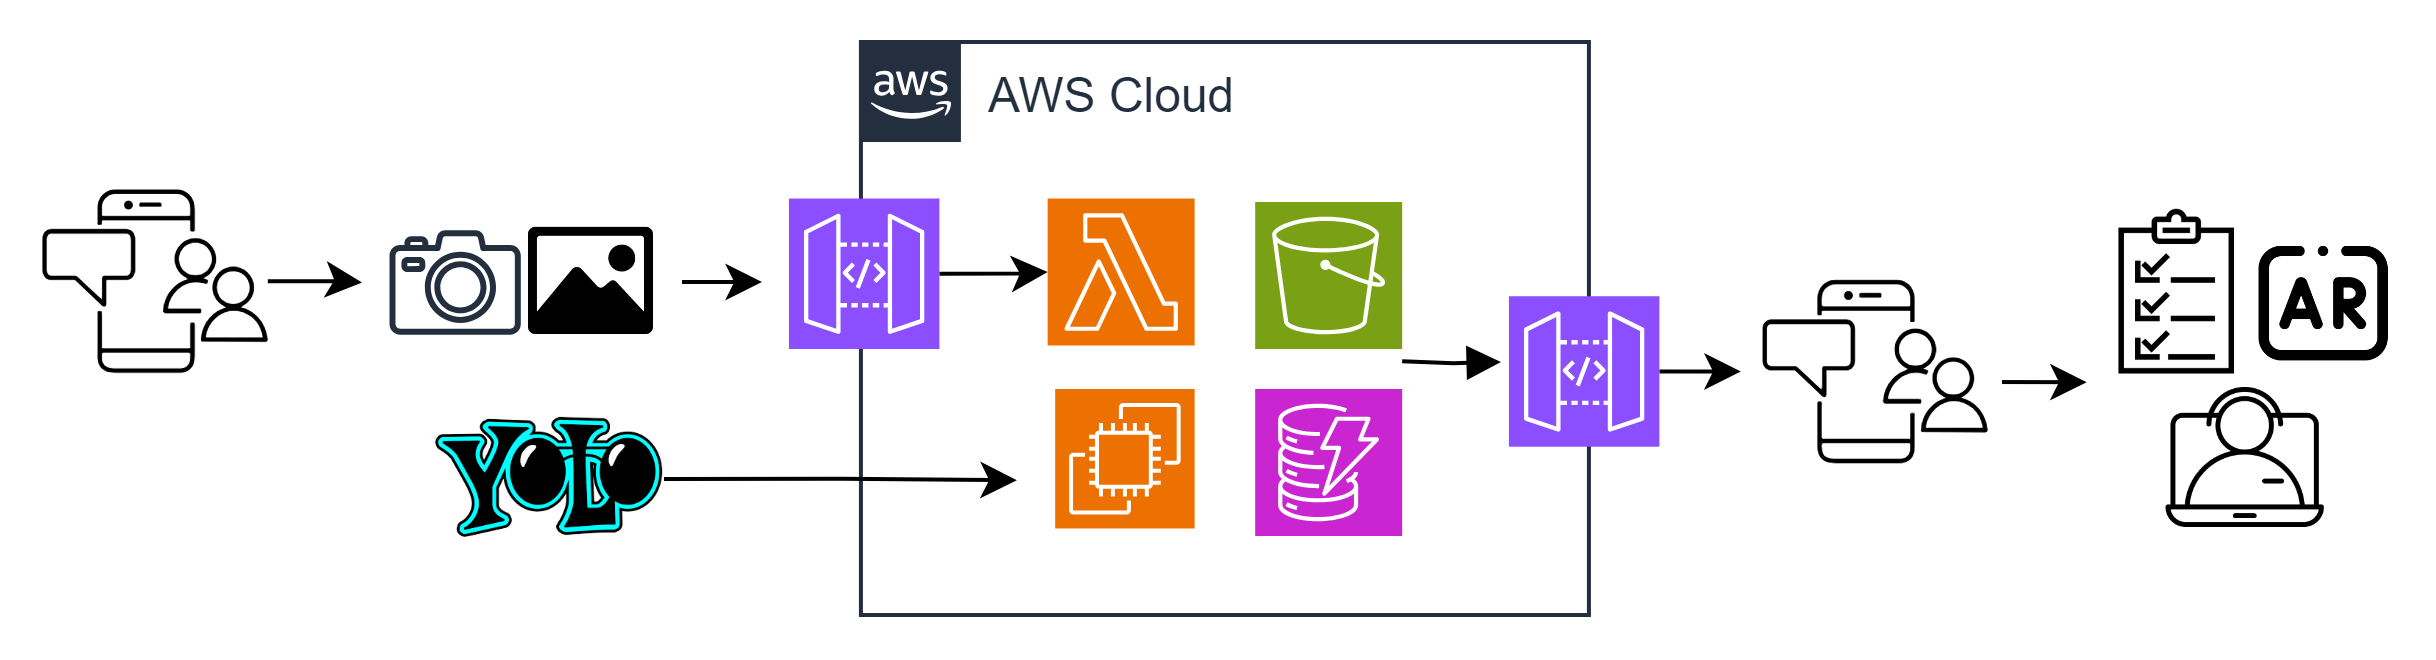 aws
AWS Cloud
</>
</>
AR
YOLO